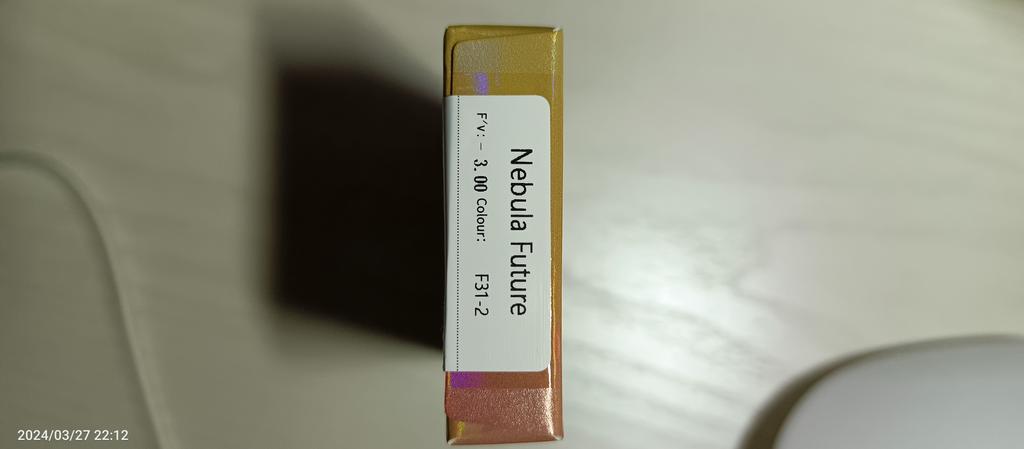 Nebula Future
F'v: - 3.00 Colour: F31-2
2024/03/27 22:12